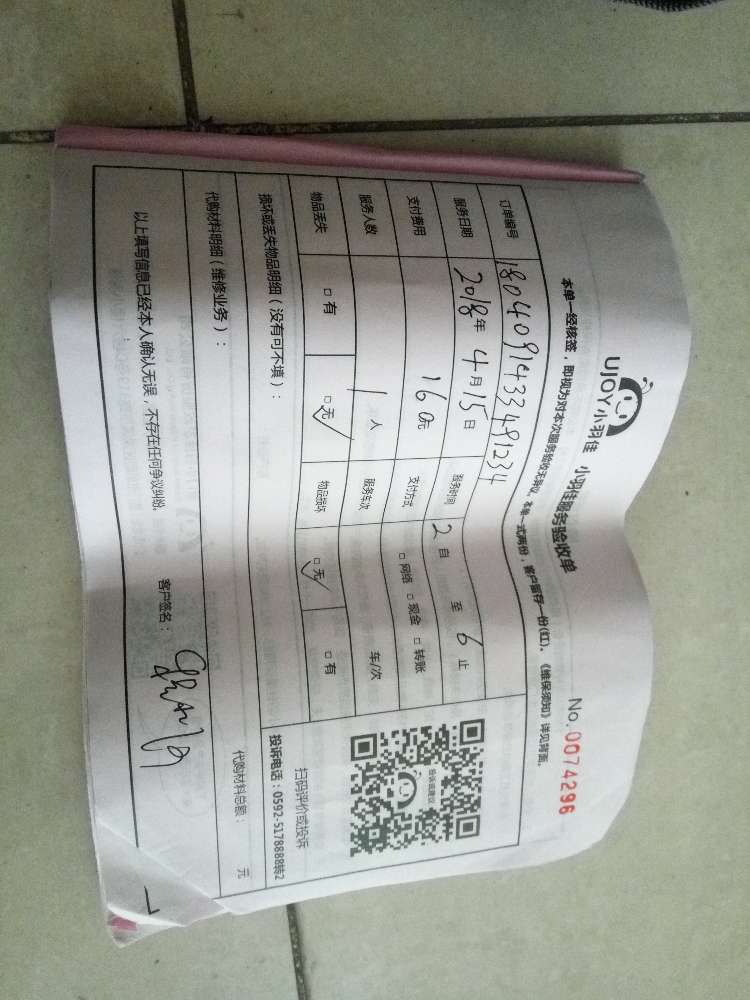 UJOY小羽佳 小羽佳服务验收单
No.0074296
本单一经核签，即视为对本次服务验收无异议。本单一式两份，客户留存一份(红)。《维保须知》详见背面。
订单编号 1804091433491234
服务日期 2018年4月15日 服务时间 2自 至6止
支付费用 160元 支付方式 □网络 □现金 □转账
服务人数 1人 服务车次 车/次
物品丢失 □有 □无✓ 物品损坏 □无✓ □有
损坏或丢失物品明细（没有可不填）：
扫码评价或投诉
投诉电话：0592-5178888转2
代购材料明细（维修业务）：
代购材料总额： 元
以上填写信息已经本人确认无误，不存在任何争议纠纷。
客户签名：